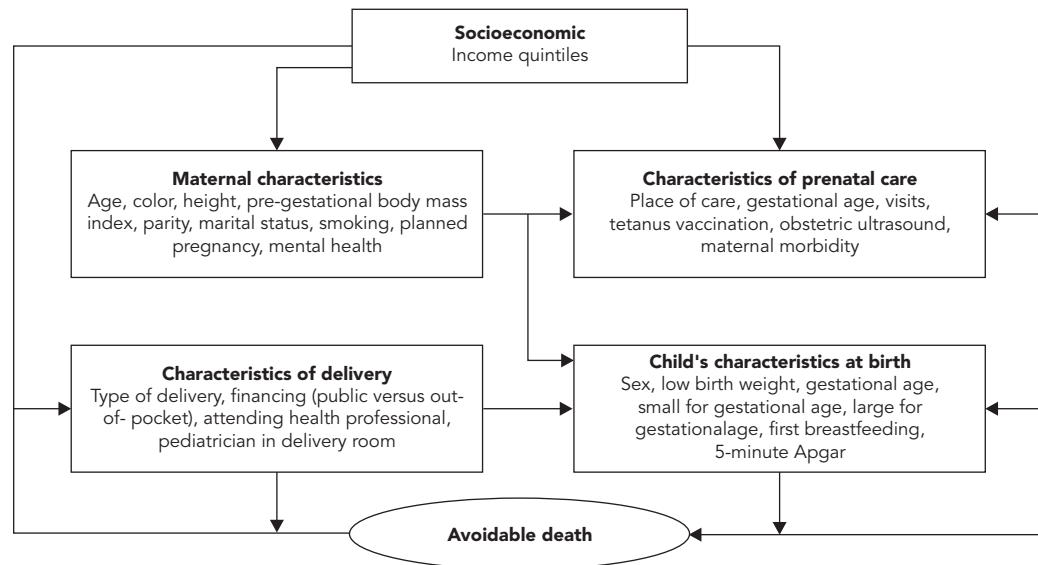 Socioeconomic
Income quintiles
Maternal characteristics
Age, color, height, pre-gestational body mass
index, parity, marital status, smoking, planned
pregnancy, mental health
Characteristics of prenatal care
Place of care, gestational age, visits,
tetanus vaccination, obstetric ultrasound,
maternal morbidity
Characteristics of delivery
Type of delivery, financing (public versus out-
of- pocket), attending health professional,
pediatrician in delivery room
Child's characteristics at birth
Sex, low birth weight, gestational age,
small for gestational age, large for
gestationalage, first breastfeeding,
5-minute Apgar
Avoidable death